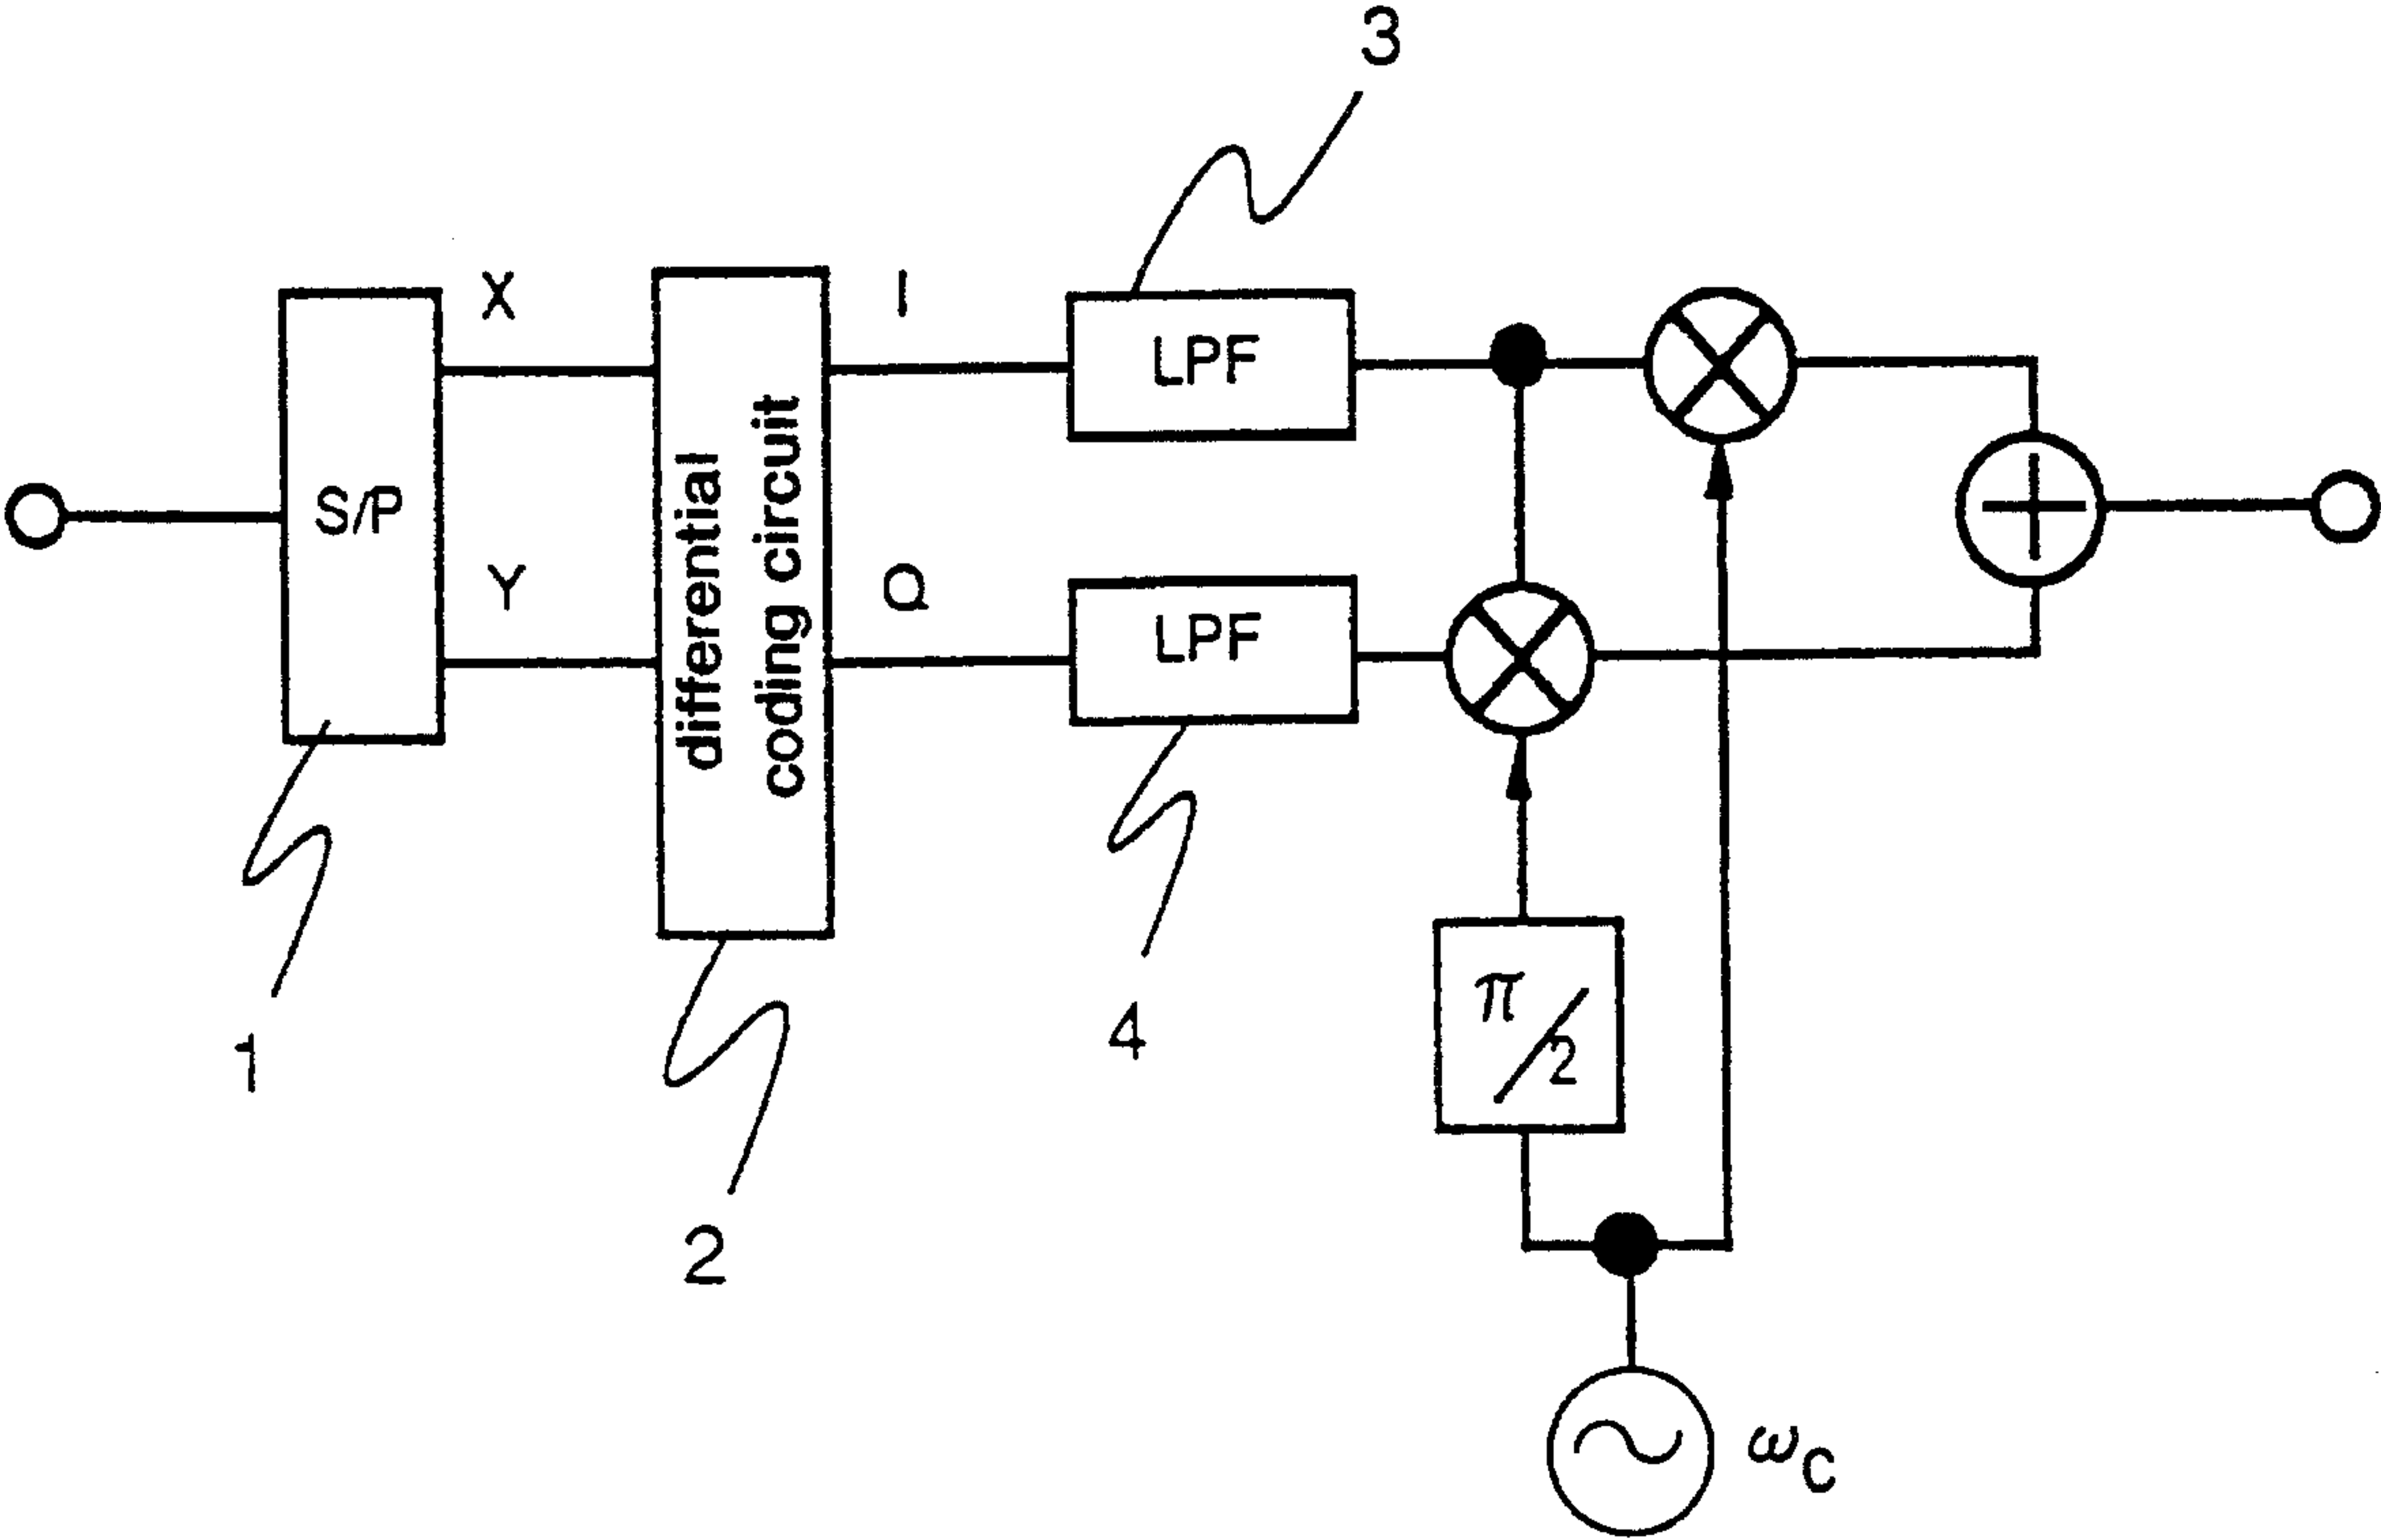 3
X
I
LPF
S/P
differential
coding circuit
Y
Q
LPF
π/2
4
1
2
ωC